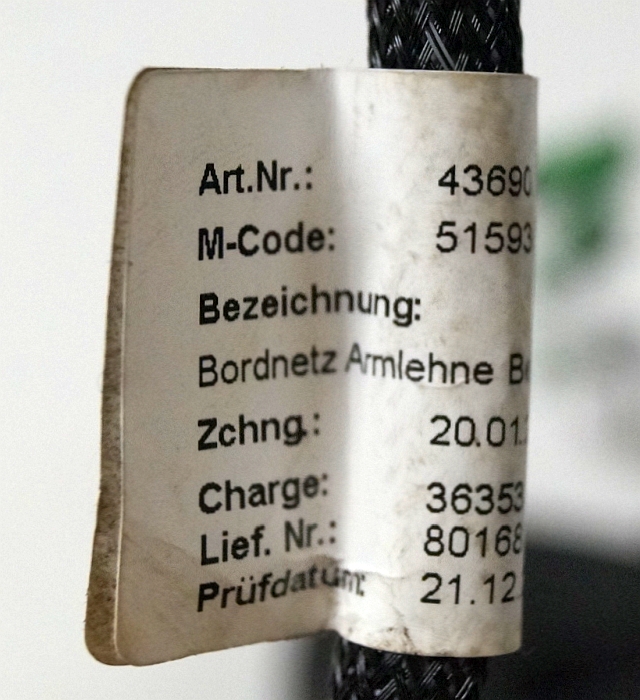 Art.Nr.: 43690
M-Code: 51593
Bezeichnung:
Bordnetz Armlehne Be
Zchng.: 20.01.
Charge: 36353
Lief. Nr.: 80168
Prüfdatum: 21.12.